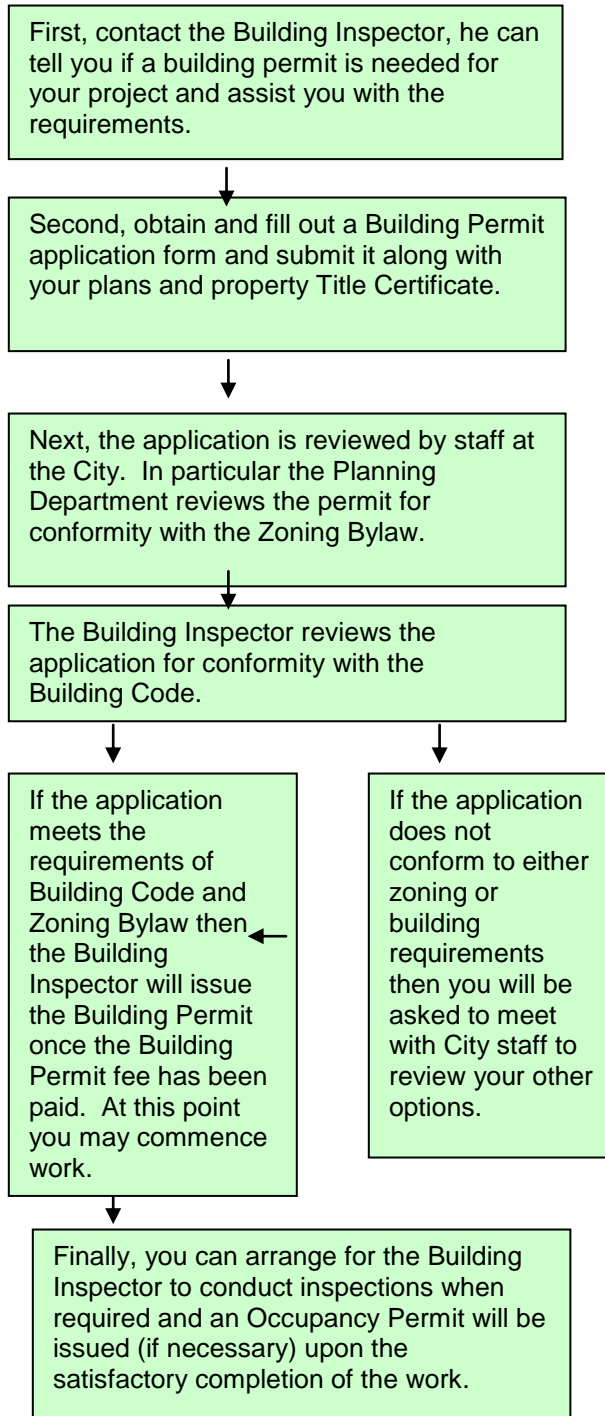 First, contact the Building Inspector, he can
tell you if a building permit is needed for
your project and assist you with the
requirements.
Second, obtain and fill out a Building Permit
application form and submit it along with
your plans and property Title Certificate.
Next, the application is reviewed by staff at
the City.  In particular the Planning
Department reviews the permit for
conformity with the Zoning Bylaw.
The Building Inspector reviews the
application for conformity with the
Building Code.
If the application
meets the
requirements of
Building Code and
Zoning Bylaw then
the Building
Inspector will issue
the Building Permit
once the Building
Permit fee has been
paid.  At this point
you may commence
work.
If the application
does not
conform to either
zoning or
building
requirements
then you will be
asked to meet
with City staff to
review your other
options.
Finally, you can arrange for the Building
Inspector to conduct inspections when
required and an Occupancy Permit will be
issued (if necessary) upon the
satisfactory completion of the work.